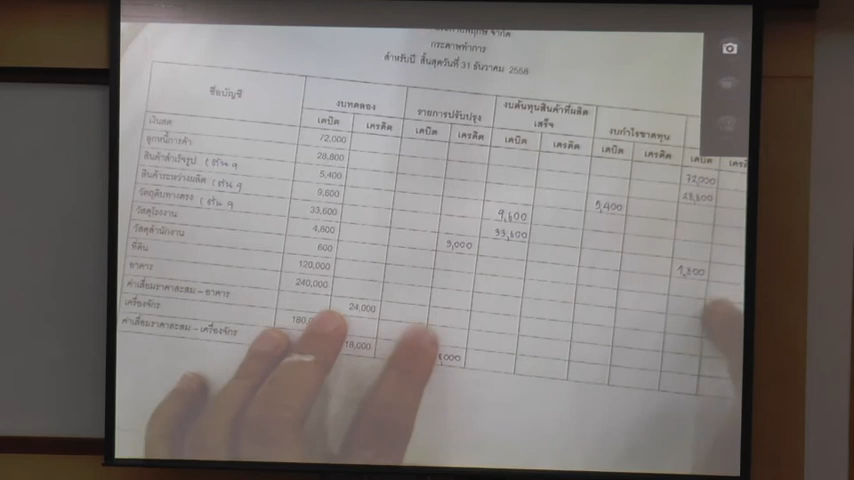 กระดาษทำการ
สำหรับปี สิ้นสุดวันที่ 31 ธันวาคม 2558
ชื่อบัญชี งบทดลอง รายการปรับปรุง งบต้นทุนสินค้าที่ผลิตเสร็จ งบกำไรขาดทุน
เดบิต เครดิต เดบิต เครดิต เดบิต เครดิต เดบิต เครดิต เดบิต เครดิต
เงินสด 72,000 72,000
ลูกหนี้การค้า 28,800 28,800
สินค้าสำเร็จรูป 5,400 5,400
สินค้าระหว่างผลิต 9,600 9,600
วัตถุดิบทางตรง 33,600 33,600
วัสดุโรงงาน 4,800 3,000 1,800
วัสดุสำนักงาน 600
ที่ดิน 120,000
อาคาร 240,000
ค่าเสื่อมราคาสะสม – อาคาร 24,000
เครื่องจักร
ค่าเสื่อมราคาสะสม – เครื่องจักร 18,000